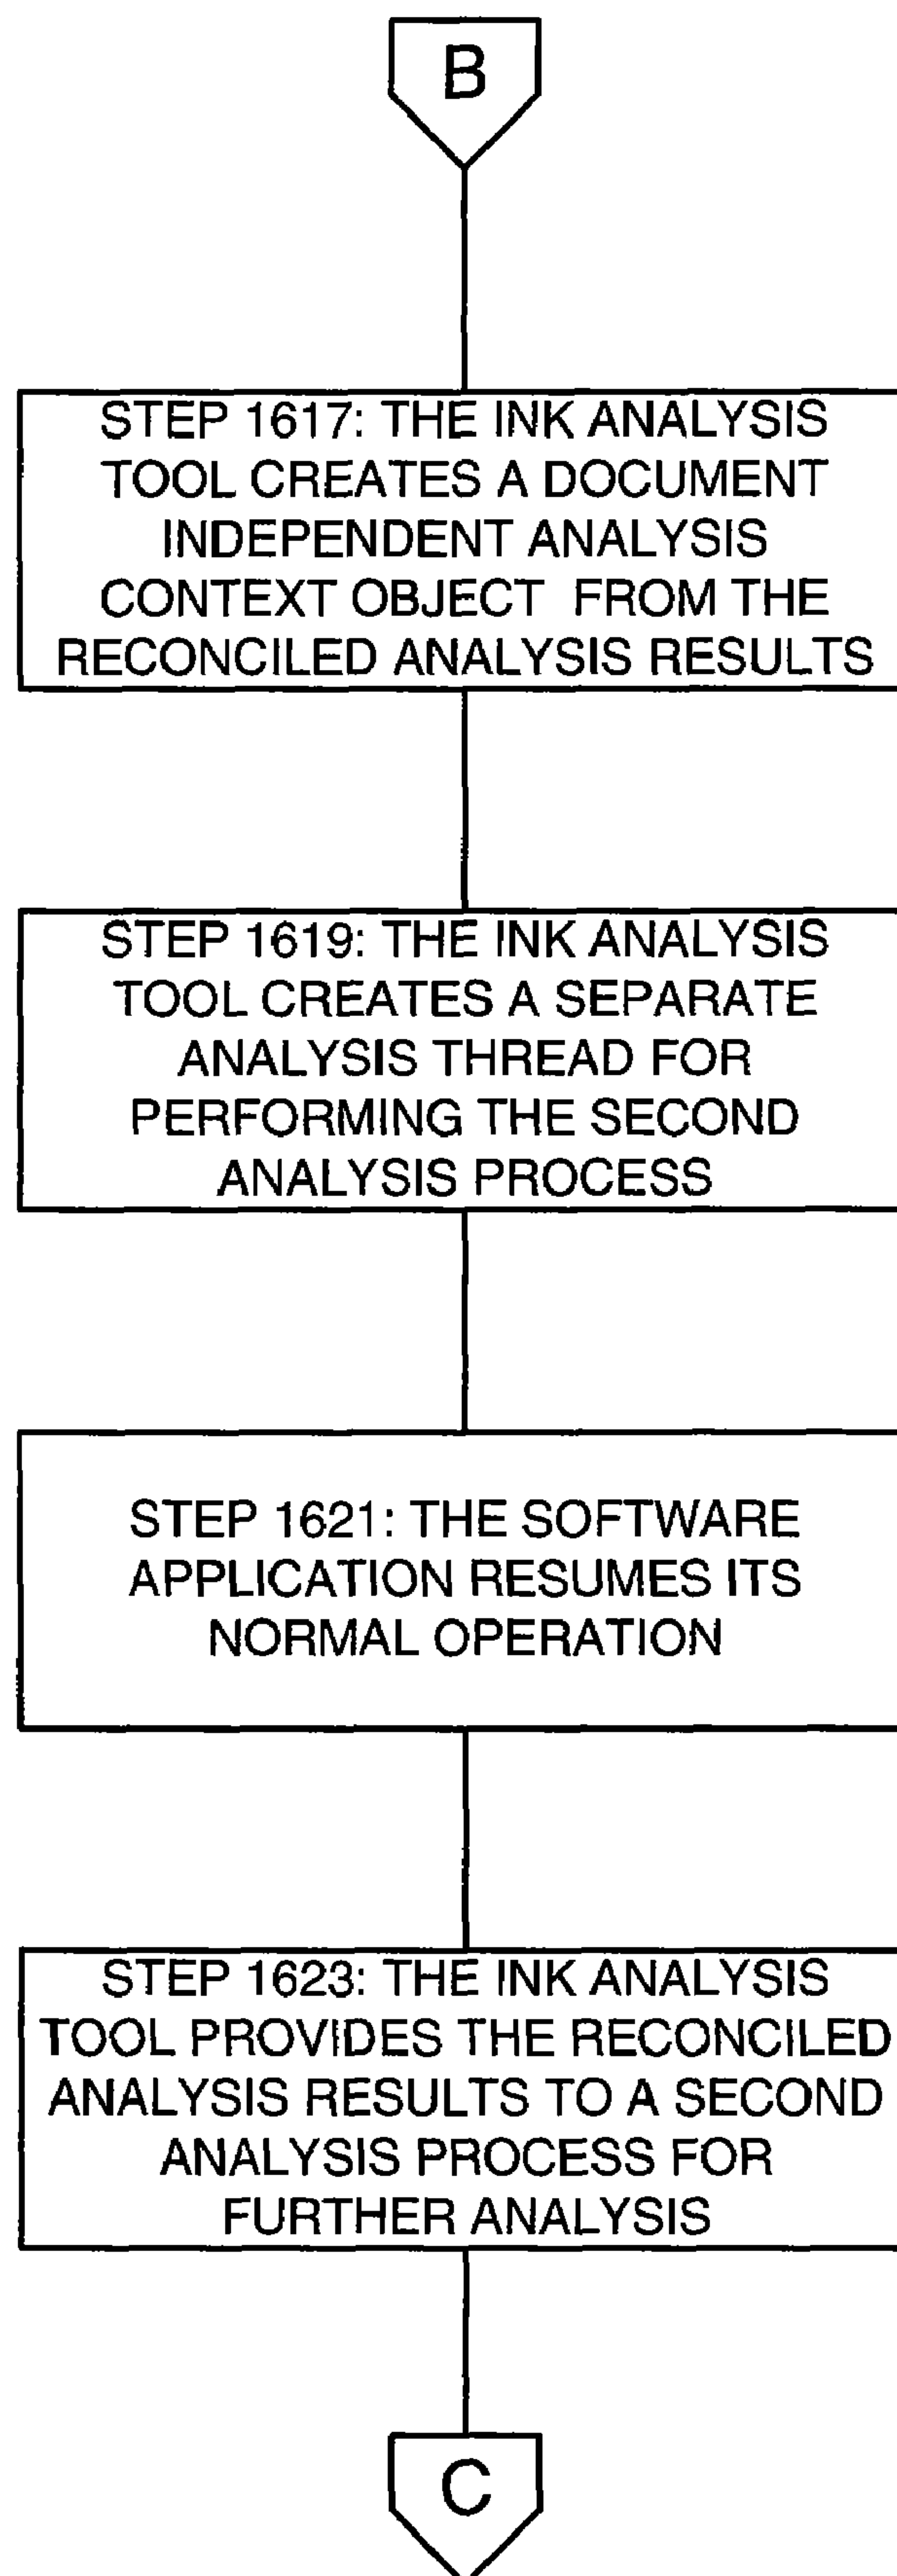 B
STEP 1617: THE INK ANALYSIS
TOOL CREATES A DOCUMENT
INDEPENDENT ANALYSIS
CONTEXT OBJECT FROM THE
RECONCILED ANALYSIS RESULTS
STEP 1619: THE INK ANALYSIS
TOOL CREATES A SEPARATE
ANALYSIS THREAD FOR
PERFORMING THE SECOND
ANALYSIS PROCESS
STEP 1621: THE SOFTWARE
APPLICATION RESUMES ITS
NORMAL OPERATION
STEP 1623: THE INK ANALYSIS
TOOL PROVIDES THE RECONCILED
ANALYSIS RESULTS TO A SECOND
ANALYSIS PROCESS FOR
FURTHER ANALYSIS
C